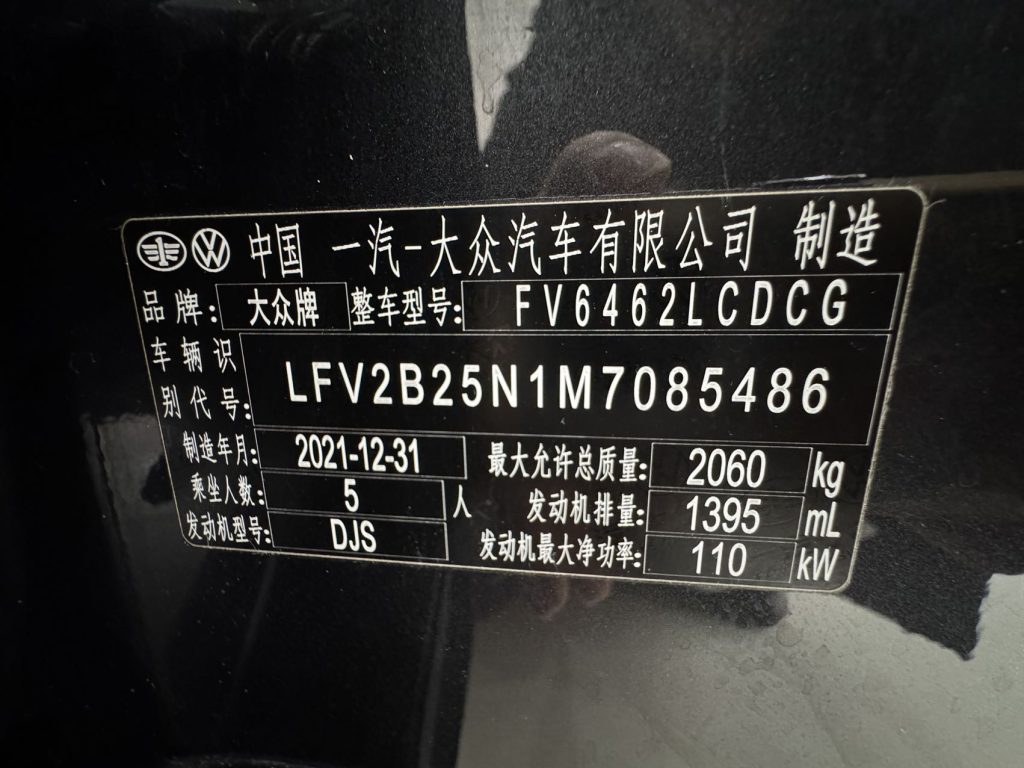 中国 一汽-大众汽车有限公司 制造
品牌: 大众牌 整车型号: FV6462LCDCG
车辆识别代号: LFV2B25N1M7085486
制造年月: 2021-12-31 最大允许总质量: 2060 kg
乘坐人数: 5 人 发动机排量: 1395 mL
发动机型号: DJS 发动机最大净功率: 110 kW